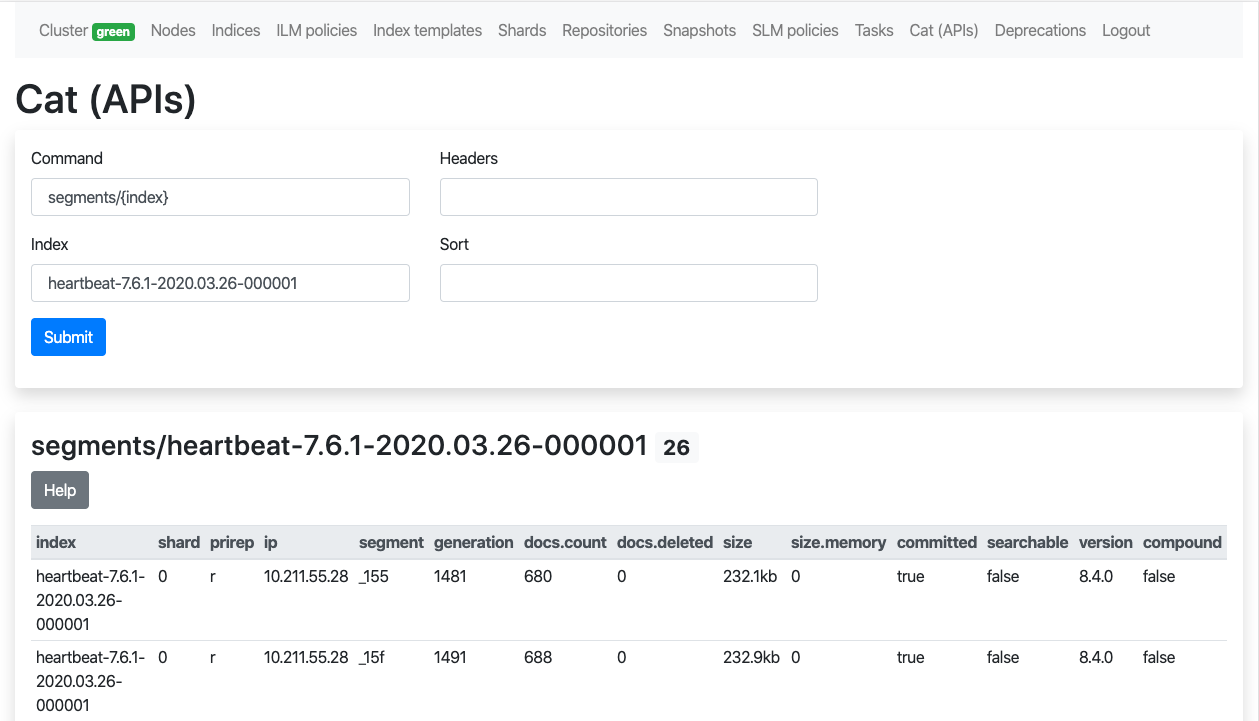 Cluster green Nodes Indices ILM policies Index templates Shards Repositories Snapshots SLM policies Tasks Cat (APIs) Deprecations Logout
Cat (APIs)
Command Headers
segments/{index}
Index Sort
heartbeat-7.6.1-2020.03.26-000001
Submit
segments/heartbeat-7.6.1-2020.03.26-000001 26
Help
index shard prirep ip segment generation docs.count docs.deleted size size.memory committed searchable version compound
heartbeat-7.6.1- 0 r 10.211.55.28 _155 1481 680 0 232.1kb 0 true false 8.4.0 false
2020.03.26-
000001
heartbeat-7.6.1- 0 r 10.211.55.28 _15f 1491 688 0 232.9kb 0 true false 8.4.0 false
2020.03.26-
000001